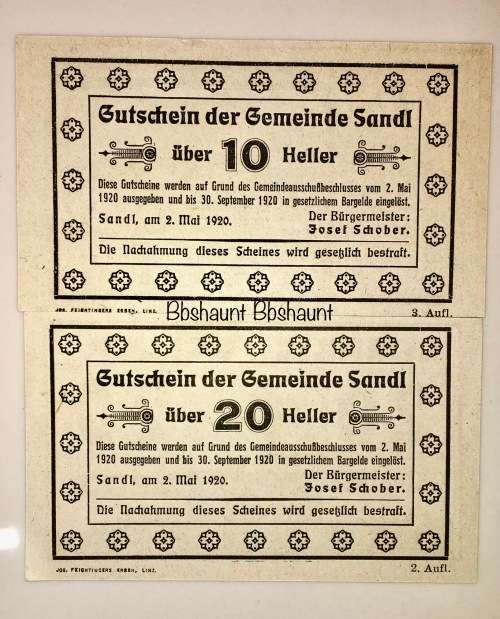 Gutschein der Gemeinde Sandl
über 10 Heller
Diese Gutscheine werden auf Grund des Gemeindeausschußbeschlusses vom 2. Mai
1920 ausgegeben und bis 30. September 1920 in gesetzlichem Bargelde eingelöst.
Sandl, am 2. Mai 1920.
Der Bürgermeister:
Josef Schober.
Die Nachahmung dieses Scheines wird gesetzlich bestraft.
JOS. FEICHTINGERS ERBEN, LINZ.
3. Aufl.
Bbshaunt Bbshaunt
Gutschein der Gemeinde Sandl
über 20 Heller
Diese Gutscheine werden auf Grund des Gemeindeausschußbeschlusses vom 2. Mai
1920 ausgegeben und bis 30. September 1920 in gesetzlichem Bargelde eingelöst.
Sandl, am 2. Mai 1920.
Der Bürgermeister:
Josef Schober.
Die Nachahmung dieses Scheines wird gesetzlich bestraft.
JOS. FEICHTINGERS ERBEN, LINZ.
2. Aufl.